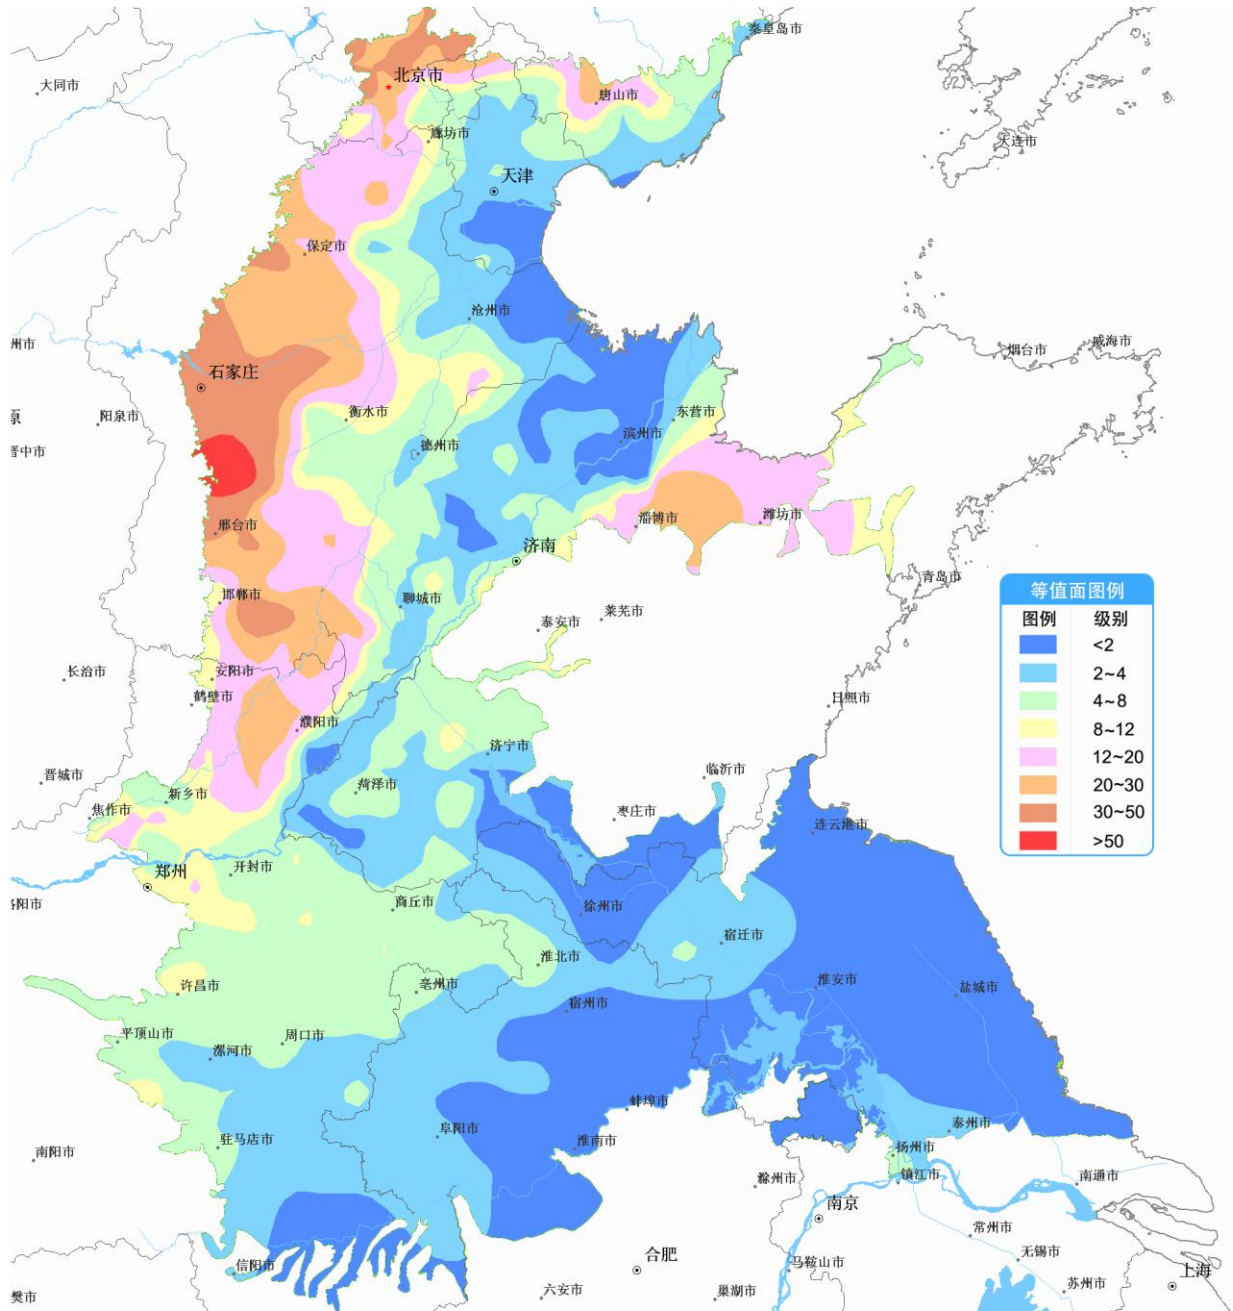 秦皇岛市
大同市
北京市
唐山市
廊坊市
大连市
天津
保定市
沧州市
州市
烟台市
威海市
石家庄
原
阳泉市
衡水市
东营市
晋中市
德州市
滨州市
邢台市
淄博市
潍坊市
济南
青岛市
邯郸市
聊城市
泰安市
莱芜市
长治市
安阳市
鹤壁市
濮阳市
日照市
济宁市
晋城市
菏泽市
临沂市
焦作市
新乡市
枣庄市
连云港市
郑州
开封市
洛阳市
商丘市
徐州市
宿迁市
淮北市
许昌市
亳州市
宿州市
淮安市
盐城市
平顶山市
漯河市
周口市
蚌埠市
驻马店市
阜阳市
淮南市
泰州市
扬州市
南阳市
滁州市
镇江市
南通市
南京
常州市
信阳市
合肥
马鞍山市
无锡市
上海
樊市
六安市
巢湖市
苏州市
等值面图例
图例 级别
<2
2~4
4~8
8~12
12~20
20~30
30~50
>50